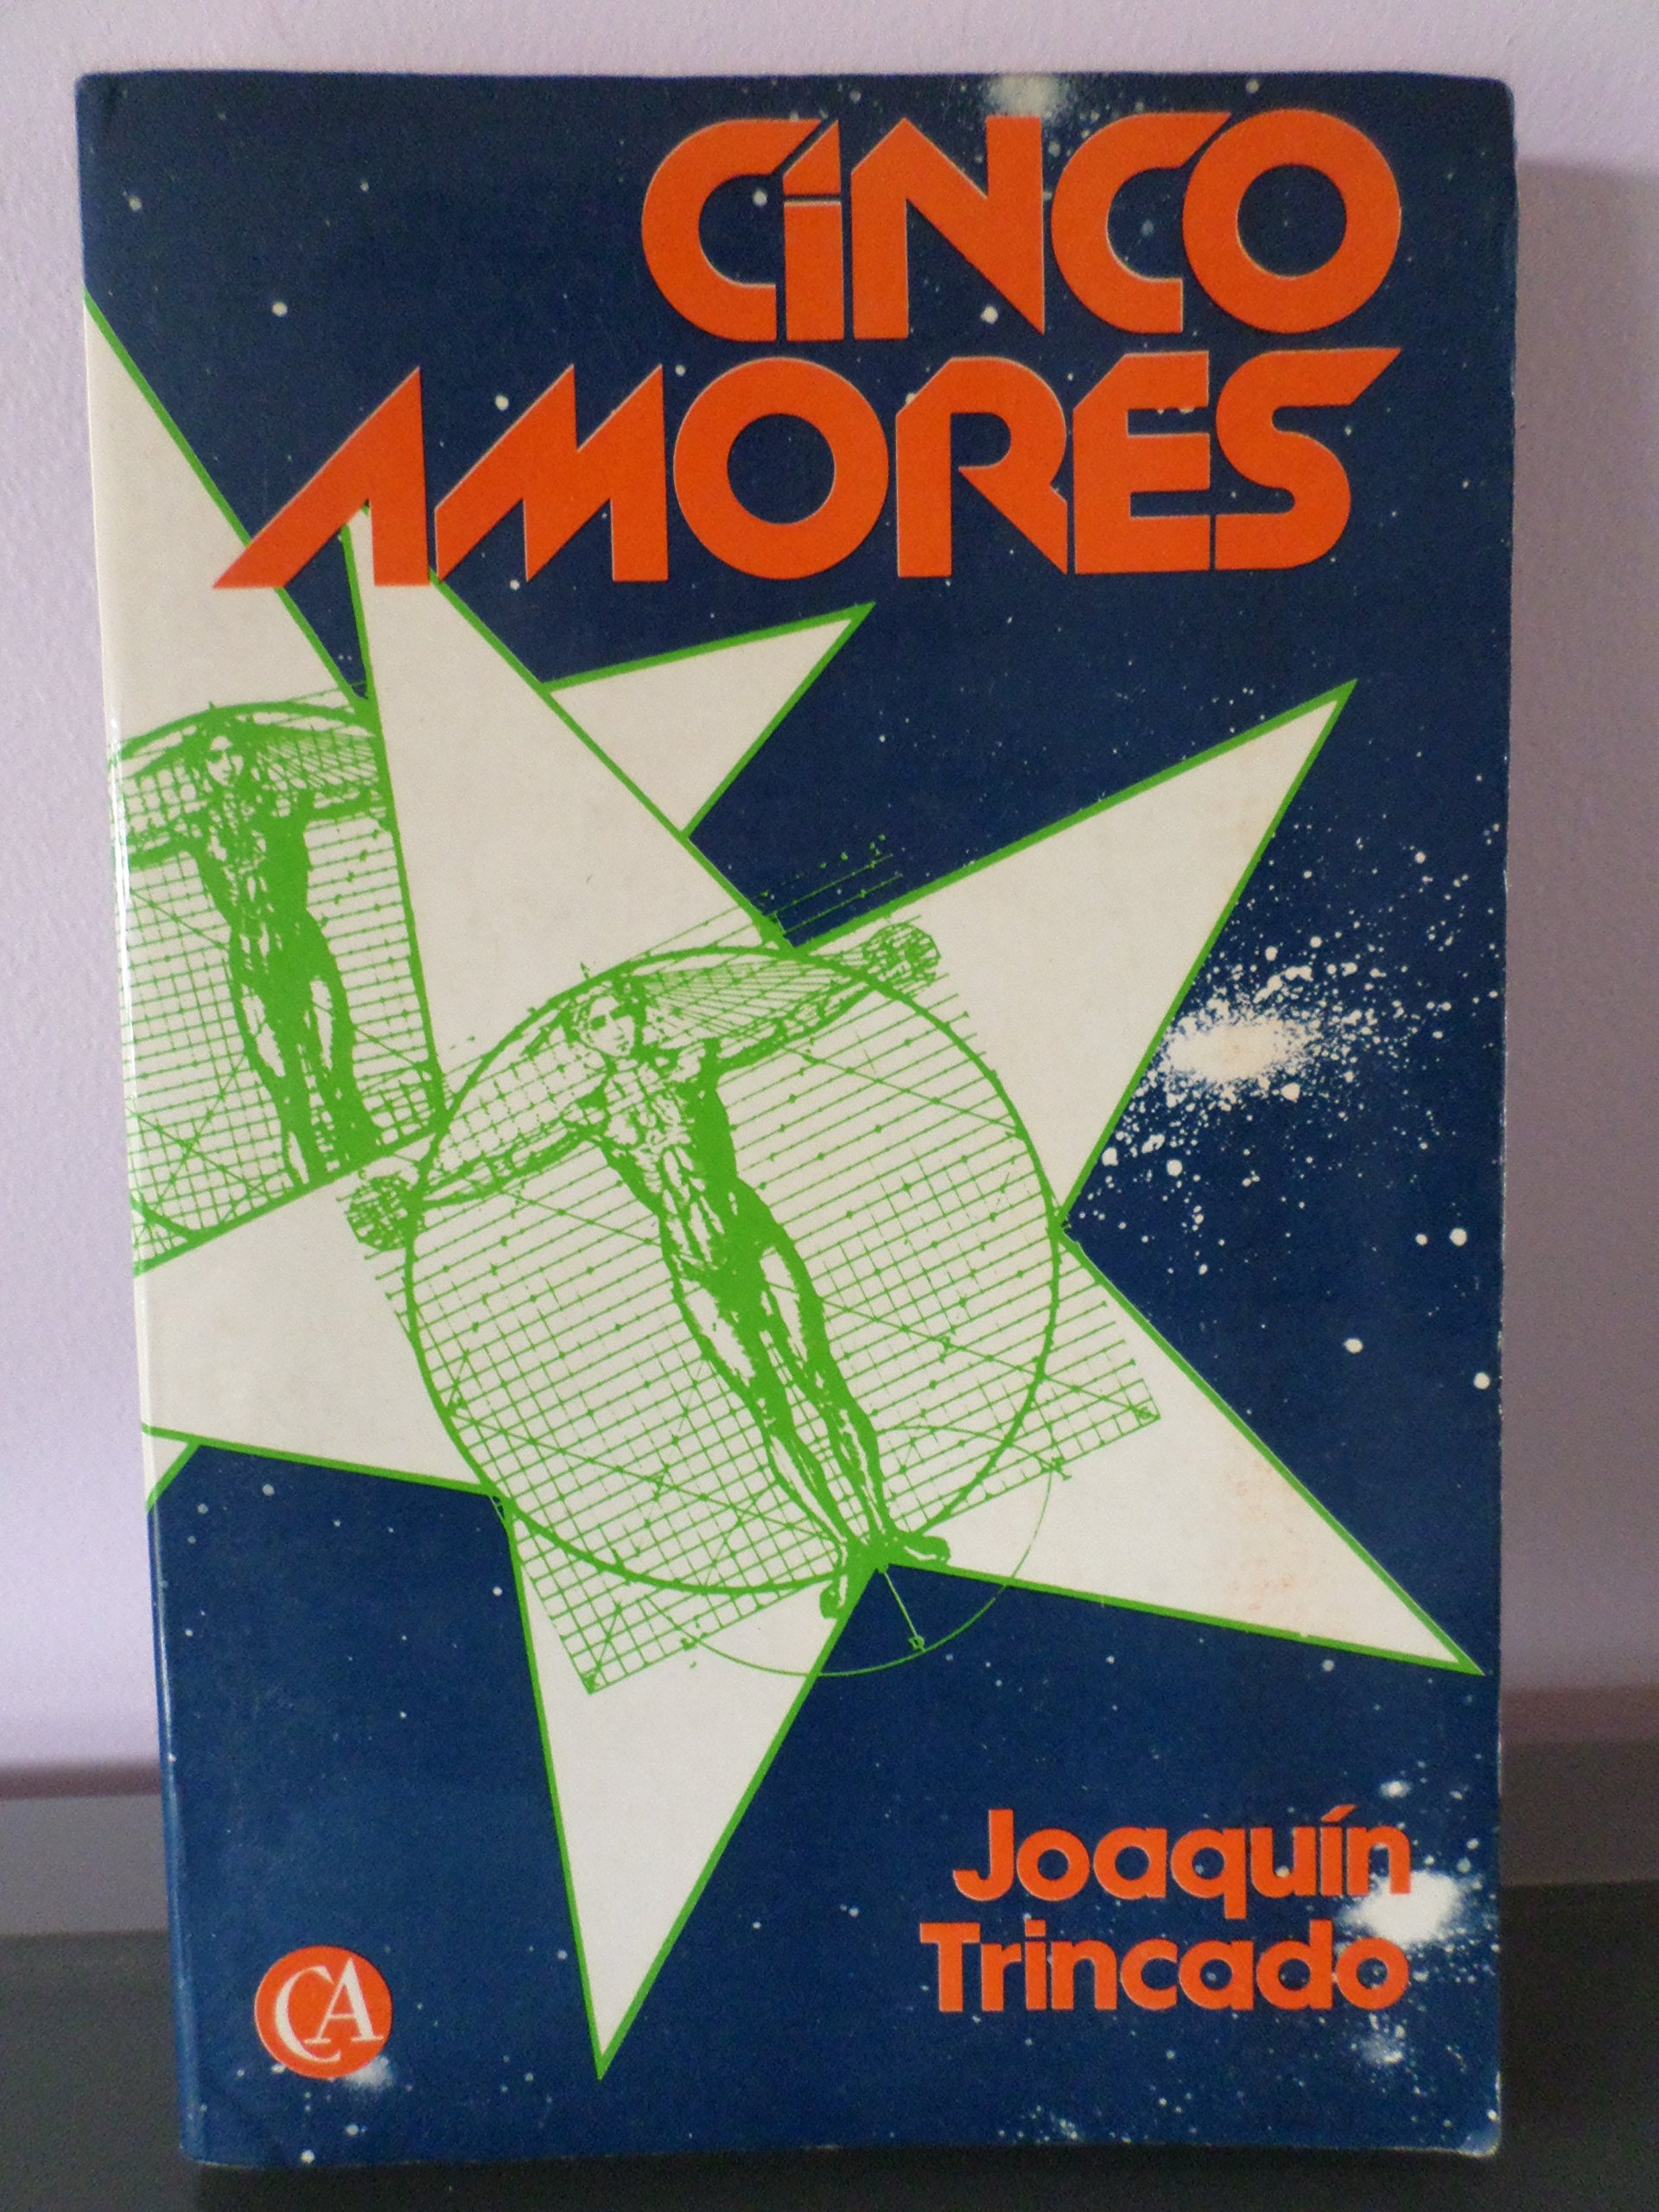 CiNCO
AMORES
Joaquín
Trincado
CA